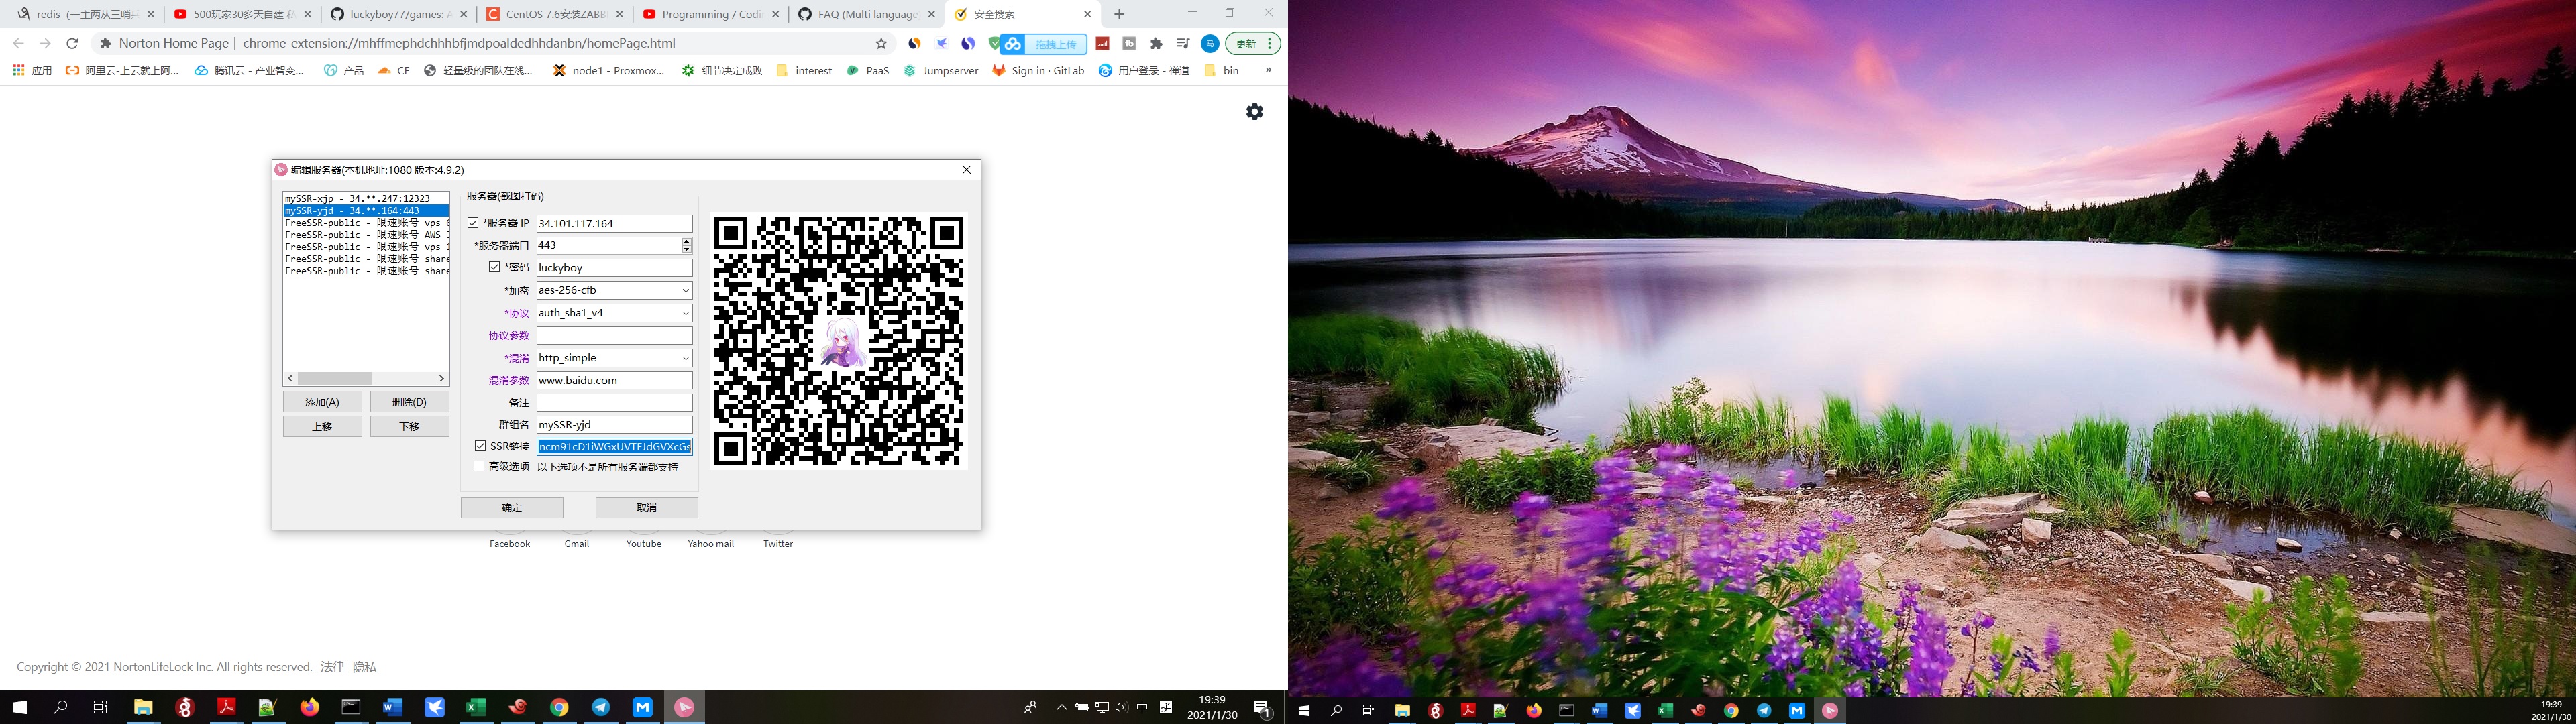 redis（一主两从三哨兵
500玩家30多天自建 私
luckyboy77/games: A
CentOS 7.6安装ZABBI
Programming / Codi
FAQ (Multi language)
安全搜索
Norton Home Page | chrome-extension://mhffmephdchhhbfjmdpoaldedhhdanbn/homePage.html
拖拽上传
马
更新
应用
阿里云-上云就上阿...
腾讯云 - 产业智变...
产品
CF
轻量级的团队在线...
node1 - Proxmox...
细节决定成败
interest
PaaS
Jumpserver
Sign in · GitLab
用户登录 - 禅道
bin
»
编辑服务器(本机地址:1080 版本:4.9.2)
mySSR-xjp - 34.**.247:12323
mySSR-yjd - 34.**.164:443
FreeSSR-public - 限速账号 vps
FreeSSR-public - 限速账号 AWS
FreeSSR-public - 限速账号 vps
FreeSSR-public - 限速账号 share
FreeSSR-public - 限速账号 share
添加(A)
删除(D)
上移
下移
服务器(截图打码)
*服务器 IP 34.101.117.164
*服务器端口 443
*密码 luckyboy
*加密 aes-256-cfb
*协议 auth_sha1_v4
协议参数
*混淆 http_simple
混淆参数 www.baidu.com
备注
群组名 mySSR-yjd
SSR链接 ncm91cD1iWGxUVTFJdGVXcGs
高级选项 以下选项不是所有服务端都支持
确定
取消
Facebook
Gmail
Youtube
Yahoo mail
Twitter
Copyright © 2021 NortonLifeLock Inc. All rights reserved. 法律 隐私
中
拼
19:39
2021/1/30
1
19:39
2021/1/30